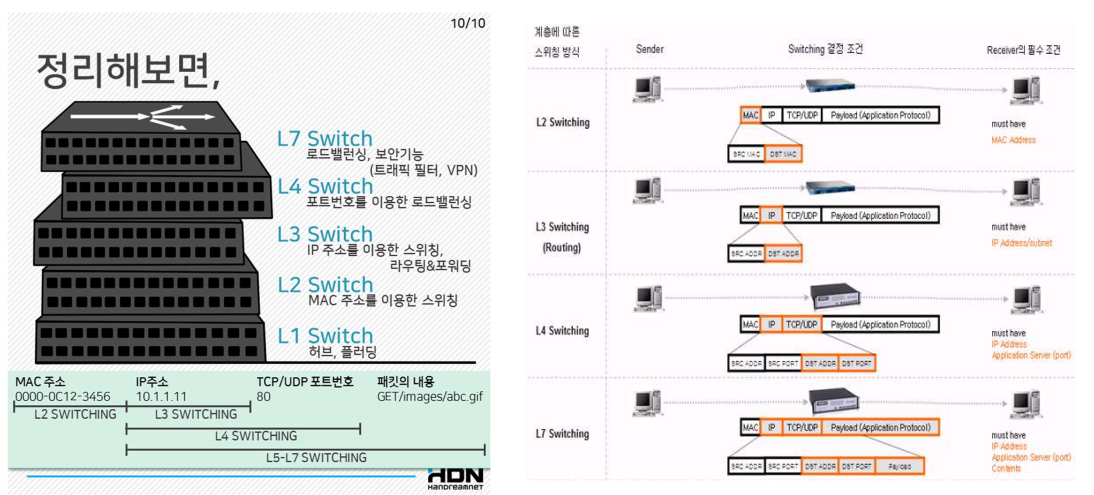 10/10
정리해보면,
L7 Switch
로드밸런싱, 보안기능
(트래픽 필터, VPN)
L4 Switch
포트번호를 이용한 로드밸런싱
L3 Switch
IP 주소를 이용한 스위칭,
라우팅&포워딩
L2 Switch
MAC 주소를 이용한 스위칭
L1 Switch
허브, 플러딩
MAC 주소 IP주소 TCP/UDP 포트번호 패킷의 내용
0000-0C12-3456 10.1.1.11 80 GET/images/abc.gif
L2 SWITCHING L3 SWITCHING
L4 SWITCHING
L5-L7 SWITCHING
HDN
HANDREAMNET
계층에 따른
스위칭 방식 Sender Switching 결정 조건 Receiver의 필수 조건
L2 Switching
MAC IP TCP/UDP Payload (Application Protocol)
SRC MAC DST MAC
must have
MAC Address
L3 Switching
(Routing)
MAC IP TCP/UDP Payload (Application Protocol)
SRC ADDR DST ADDR
must have
IP Address/subnet
L4 Switching
MAC IP TCP/UDP Payload (Application Protocol)
SRC ADDR SRC PORT DST ADDR DST PORT
must have
IP Address
Application Server (port)
L7 Switching
MAC IP TCP/UDP Payload (Application Protocol)
SRC ADDR SRC PORT DST ADDR DST PORT Payload
must have
IP Address
Application Server (port)
Contents